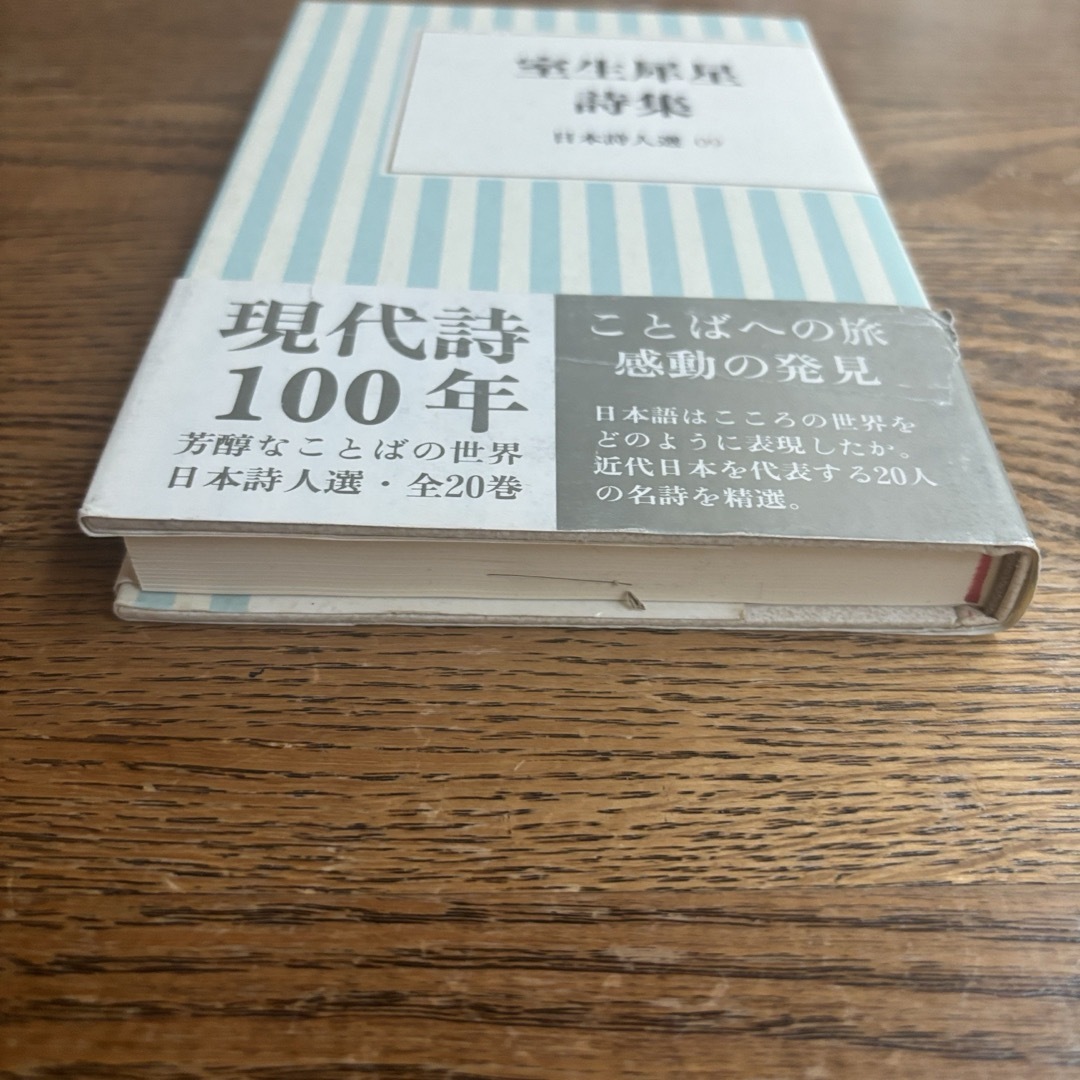 室生犀星
詩集
日本詩人選
現代詩
100年
芳醇なことばの世界
日本詩人選・全20巻
ことばへの旅
感動の発見
日本語はこころの世界を
どのように表現したか。
近代日本を代表する20人
の名詩を精選。